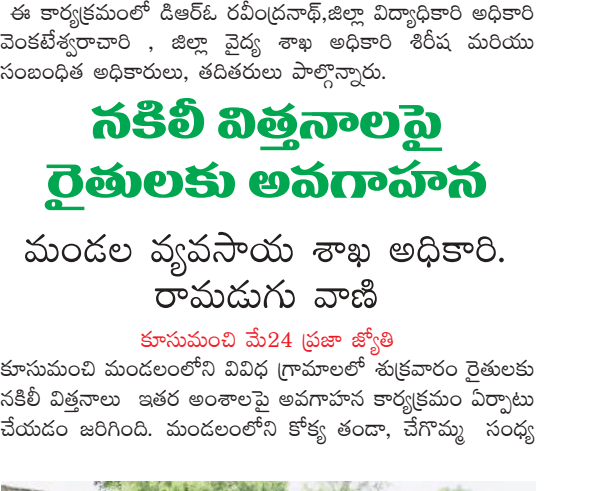 ఈ కార్యక్రమంలో డిఆర్ఓ రవీంద్రనాథ్,జిల్లా విద్యాధికారి అధికారి
వెంకటేశ్వరాచారి , జిల్లా వైద్య శాఖ అధికారి శిరీష మరియు
సంబంధిత అధికారులు, తదితరులు పాల్గొన్నారు.
నకిలీ విత్తనాలపై
రైతులకు అవగాహన
మండల వ్యవసాయ శాఖ అధికారి.
రామడుగు వాణి
కూసుమంచి మే24 ప్రజా జ్యోతి
కూసుమంచి మండలంలోని వివిధ గ్రామాలలో శుక్రవారం రైతులకు
నకిలీ విత్తనాలు ఇతర అంశాలపై అవగాహన కార్యక్రమం ఏర్పాటు
చేయడం జరిగింది. మండలంలోని కోక్య తండా, చేగొమ్మ సంధ్య